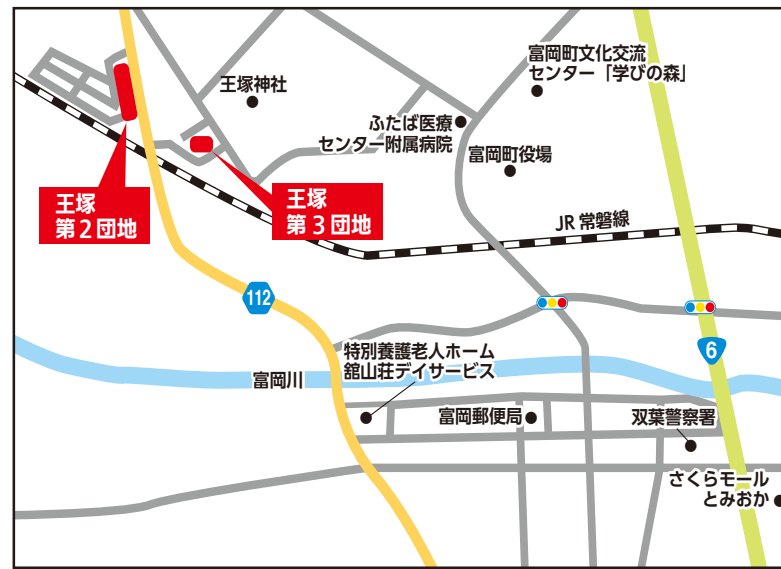 富岡町文化交流
センター「学びの森」
王塚神社
ふたば医療
センター附属病院
富岡町役場
王塚
第2団地
王塚
第3団地
JR常磐線
112
6
特別養護老人ホーム
舘山荘デイサービス
富岡川
富岡郵便局
双葉警察署
さくらモール
とみおか